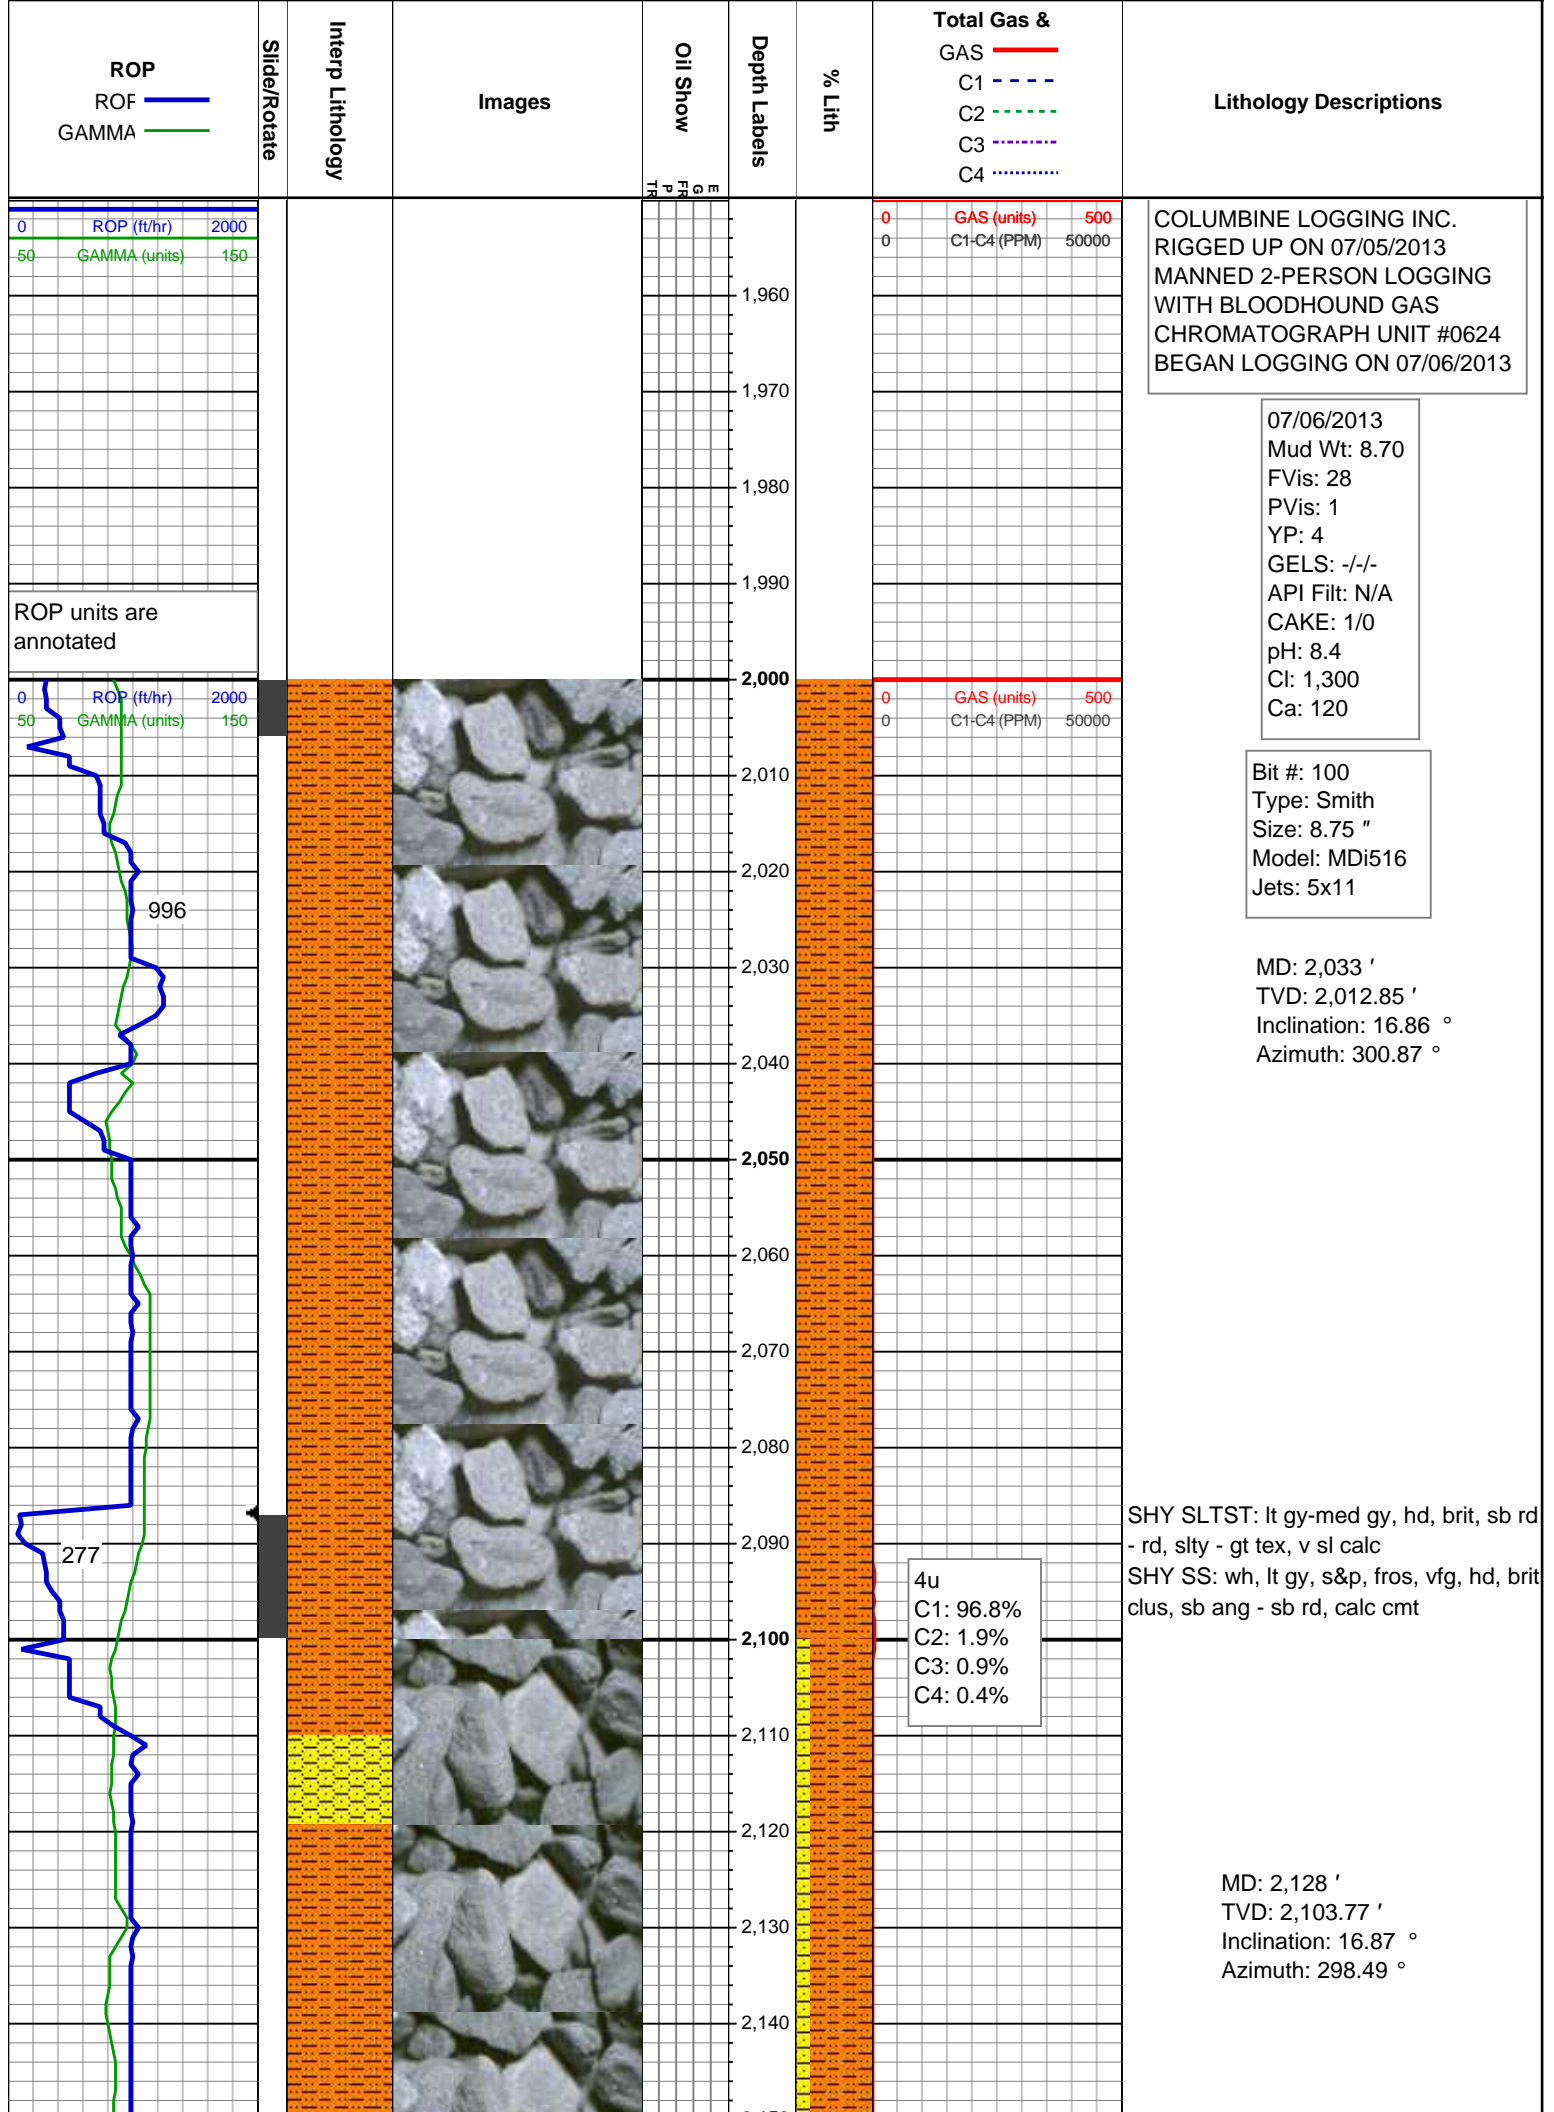 ROP
ROP
GAMMA
Slide/Rotate
Interp Lithology
Images
Oil Show
TR P FR G E
Depth Labels
% Lith
Total Gas &
GAS
C1
C2
C3
C4
Lithology Descriptions
0 ROP (ft/hr) 2000
50 GAMMA (units) 150
0 GAS (units) 500
0 C1-C4 (PPM) 50000
COLUMBINE LOGGING INC.
RIGGED UP ON 07/05/2013
MANNED 2-PERSON LOGGING
WITH BLOODHOUND GAS
CHROMATOGRAPH UNIT #0624
BEGAN LOGGING ON 07/06/2013
1,960
1,970
1,980
1,990
07/06/2013
Mud Wt: 8.70
FVis: 28
PVis: 1
YP: 4
GELS: -/-/-
API Filt: N/A
CAKE: 1/0
pH: 8.4
Cl: 1,300
Ca: 120
ROP units are
annotated
0 ROP (ft/hr) 2000
50 GAMMA (units) 150
2,000
0 GAS (units) 500
0 C1-C4 (PPM) 50000
2,010
Bit #: 100
Type: Smith
Size: 8.75 "
Model: MDi516
Jets: 5x11
2,020
996
2,030
MD: 2,033 '
TVD: 2,012.85 '
Inclination: 16.86 °
Azimuth: 300.87 °
2,040
2,050
2,060
2,070
2,080
2,090
277
SHY SLTST: lt gy-med gy, hd, brit, sb rd
- rd, slty - gt tex, v sl calc
SHY SS: wh, lt gy, s&p, fros, vfg, hd, brit
clus, sb ang - sb rd, calc cmt
4u
C1: 96.8%
C2: 1.9%
C3: 0.9%
C4: 0.4%
2,100
2,110
2,120
2,130
2,140
MD: 2,128 '
TVD: 2,103.77 '
Inclination: 16.87 °
Azimuth: 298.49 °